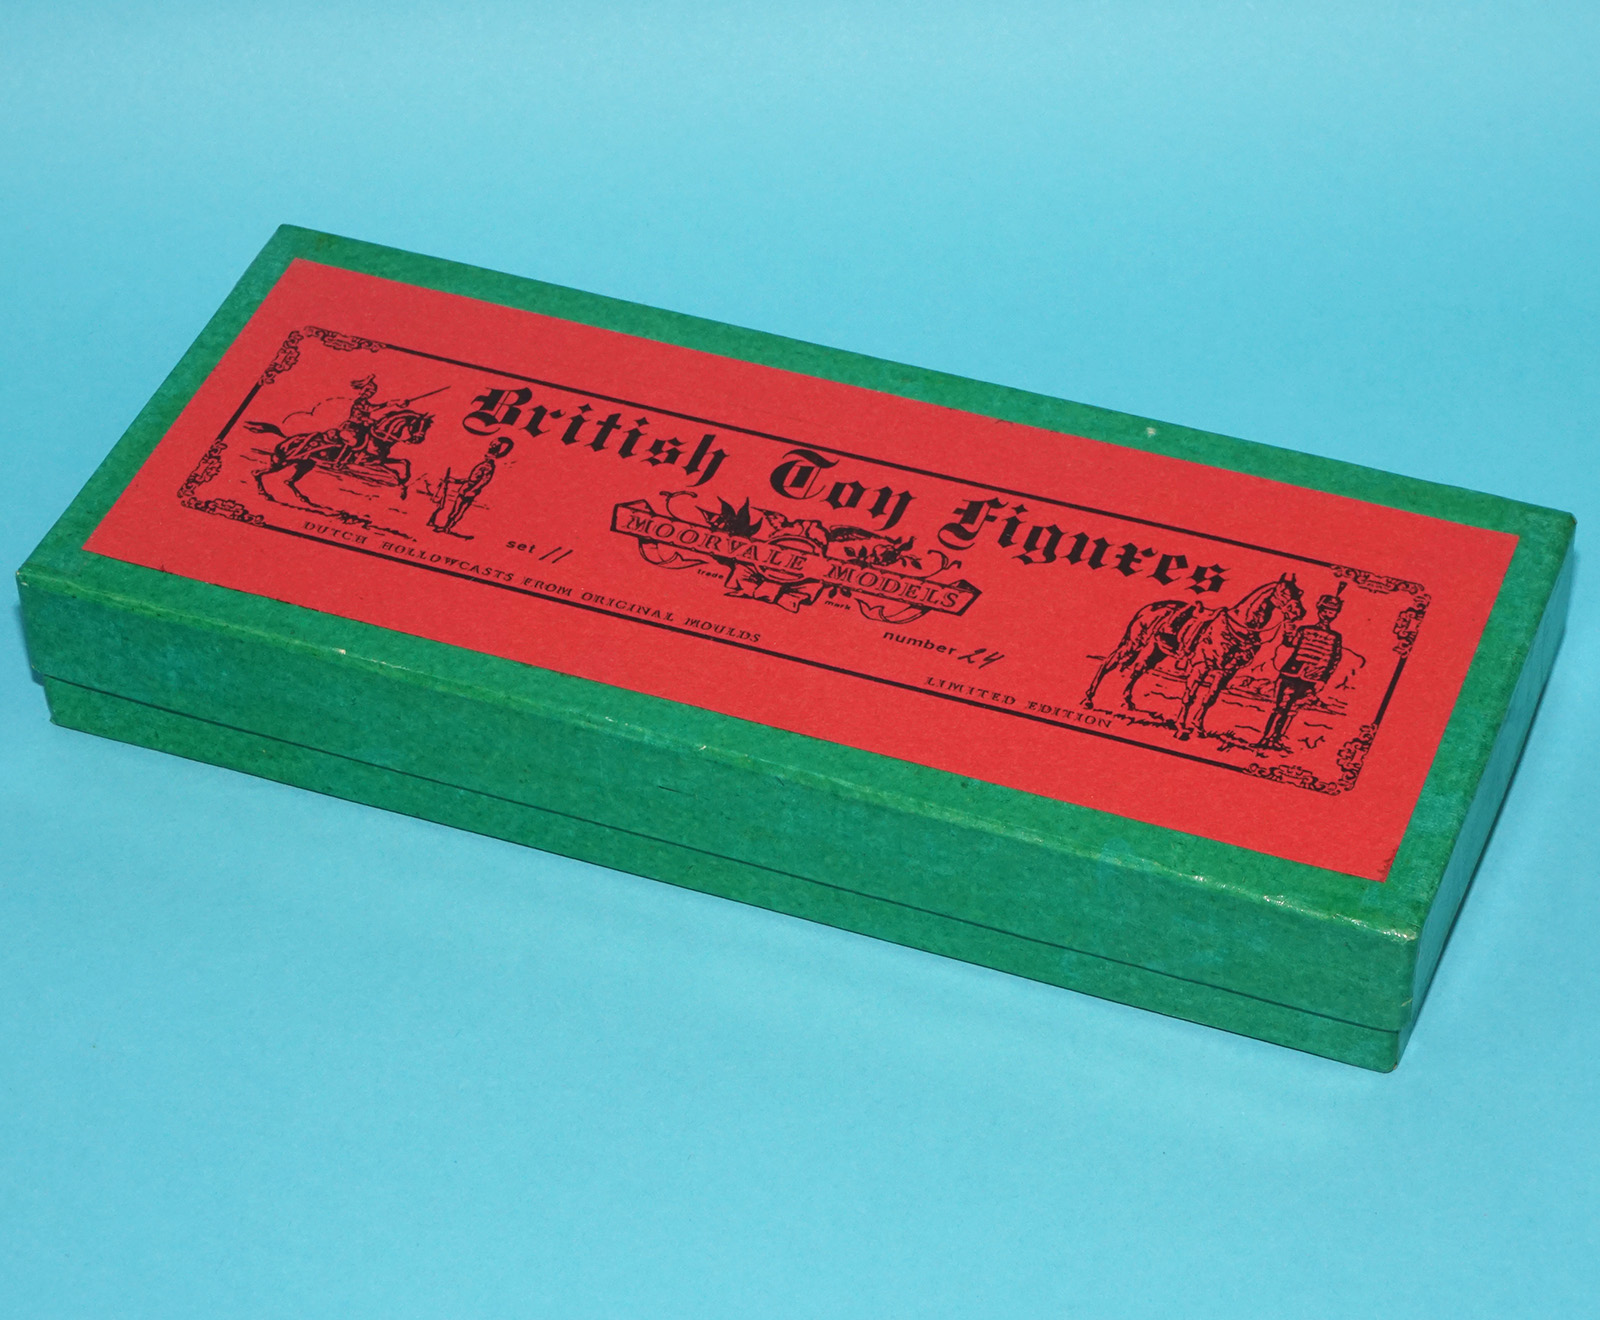 British Toy Figures
MOORVALE MODELS
trade mark
set 11
number 24
DUTCH HOLLOWCASTS FROM ORIGINAL MOULDS
LIMITED EDITION